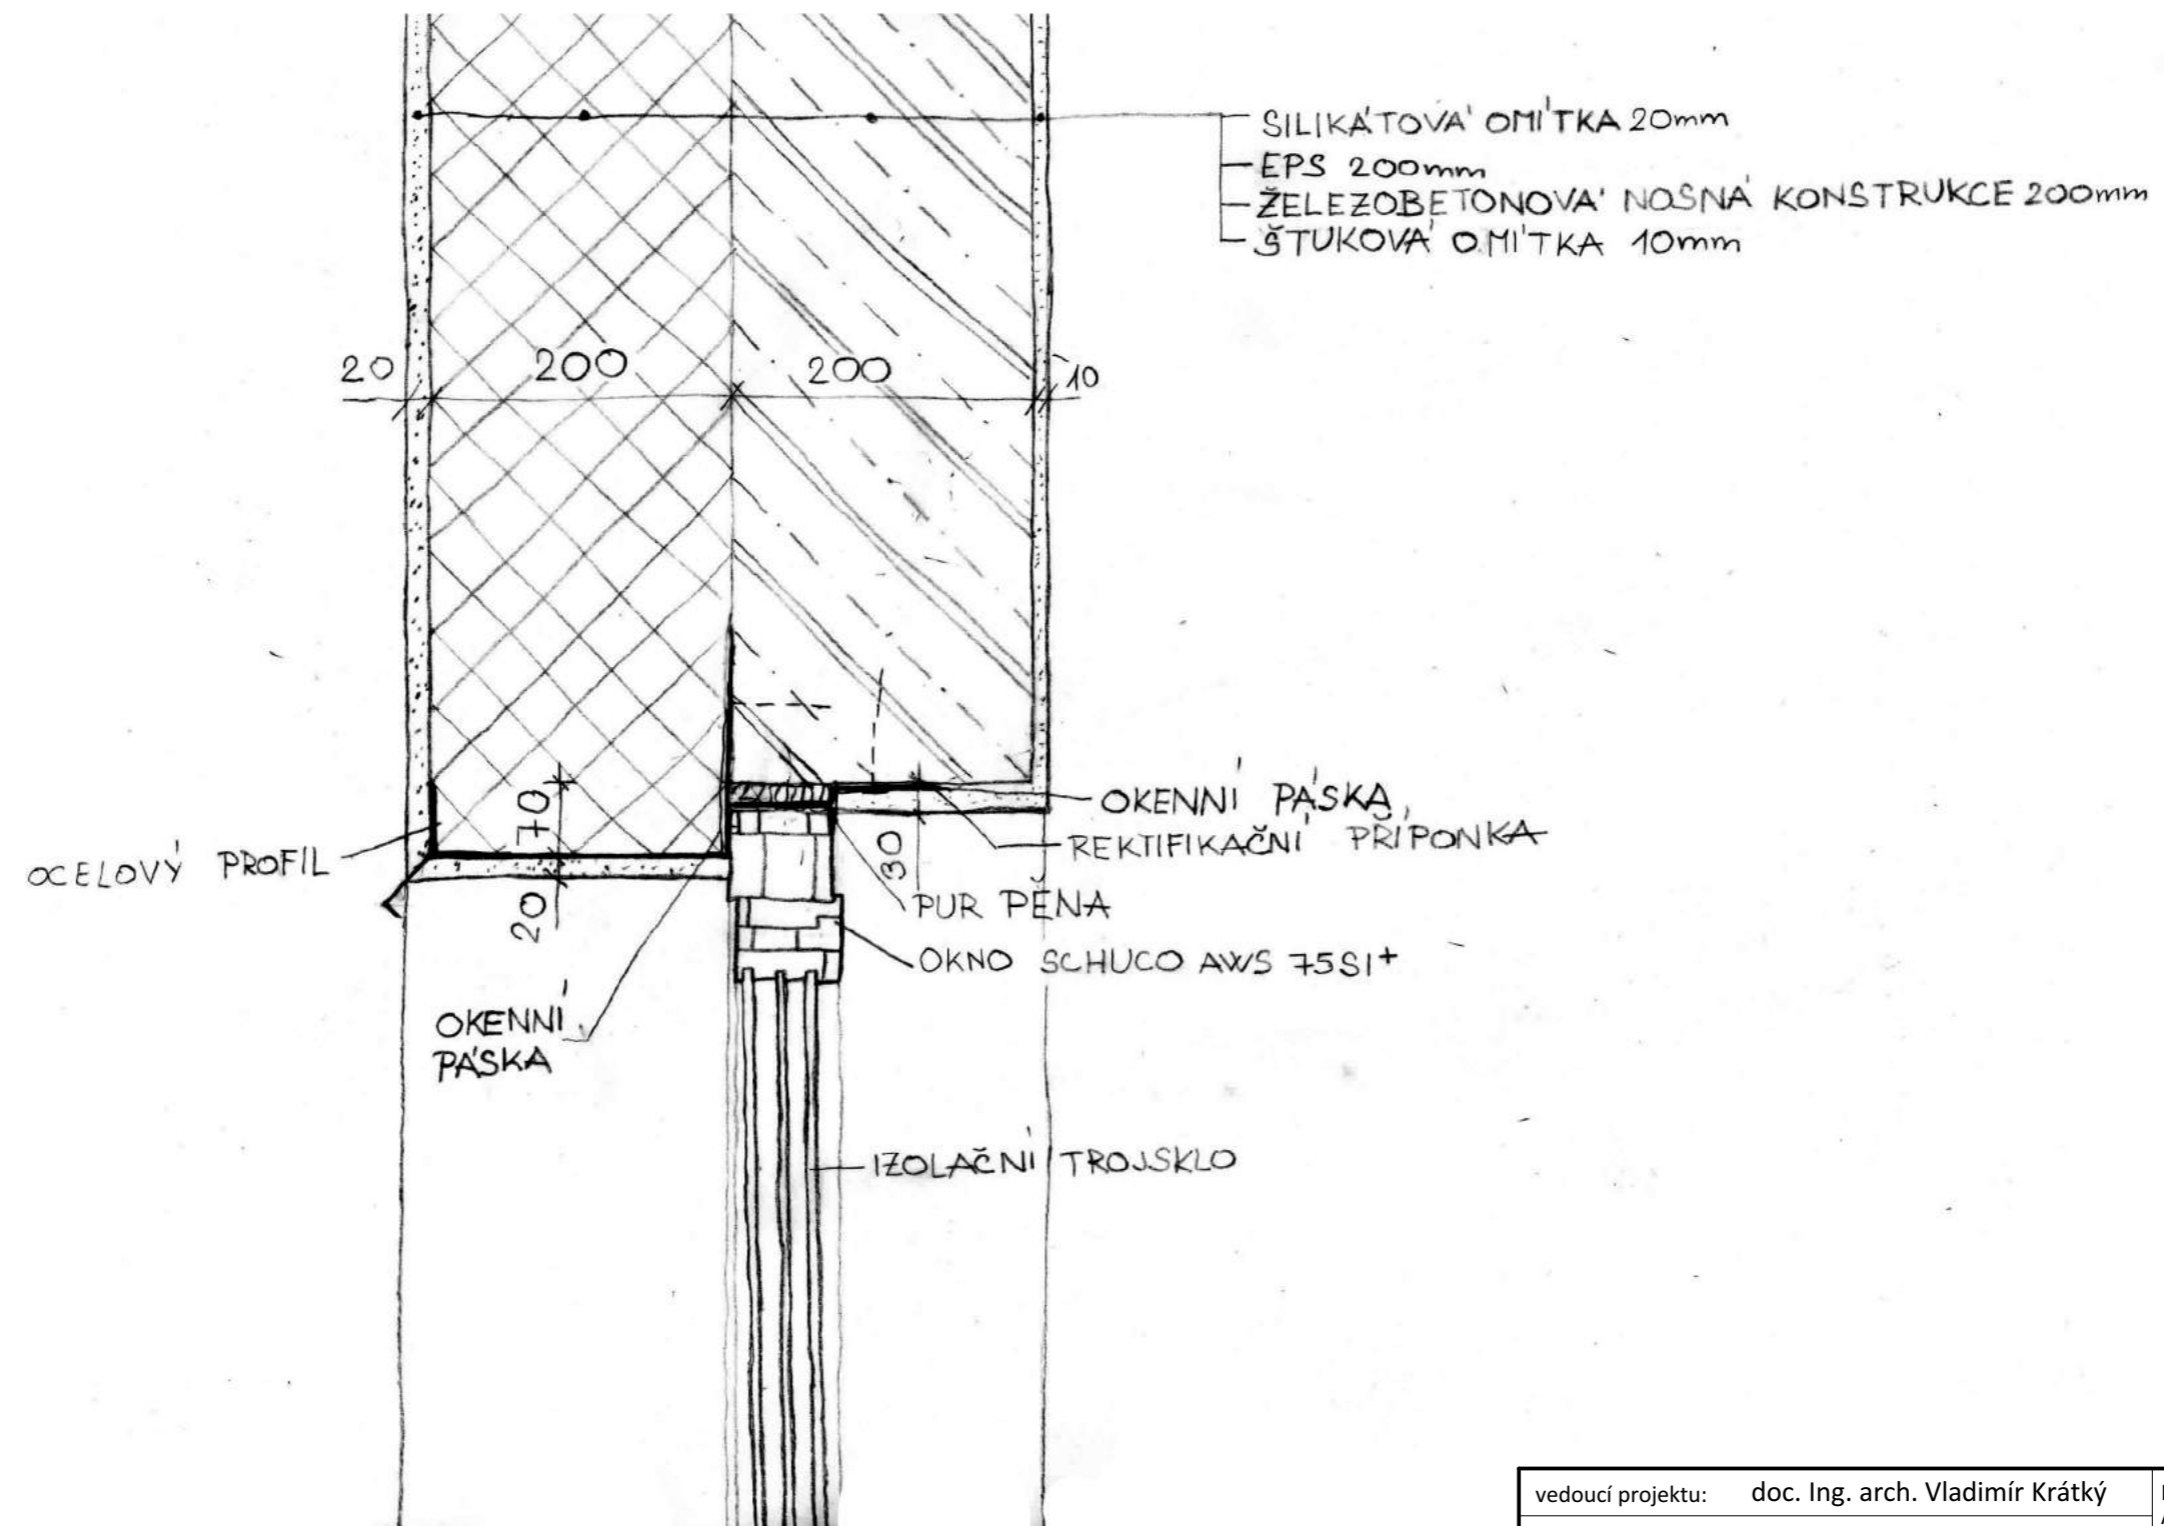 SILIKÁTOVÁ OMÍTKA 20mm
EPS 200mm
ŽELEZOBETONOVÁ NOSNÁ KONSTRUKCE 200mm
ŠTUKOVÁ OMÍTKA 10mm
20
200
200
10
70
20
30
OCELOVÝ PROFIL
OKENNÍ PÁSKA
REKTIFIKAČNÍ PŘÍPONKA
PUR PĚNA
OKNO SCHUCO AWS 75SI+
OKENNÍ
PÁSKA
IZOLAČNÍ TROJSKLO
vedoucí projektu: doc. Ing. arch. Vladimír Krátký